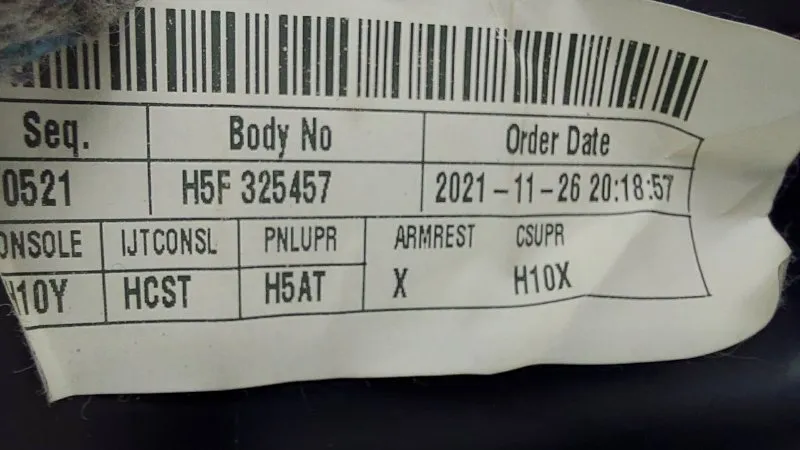 Seq. Body No Order Date
0521 H5F 325457 2021-11-26 20:18:57
ONSOLE IJTCONSL PNLUPR ARMREST CSUPR
H10Y HCST H5AT X H10X